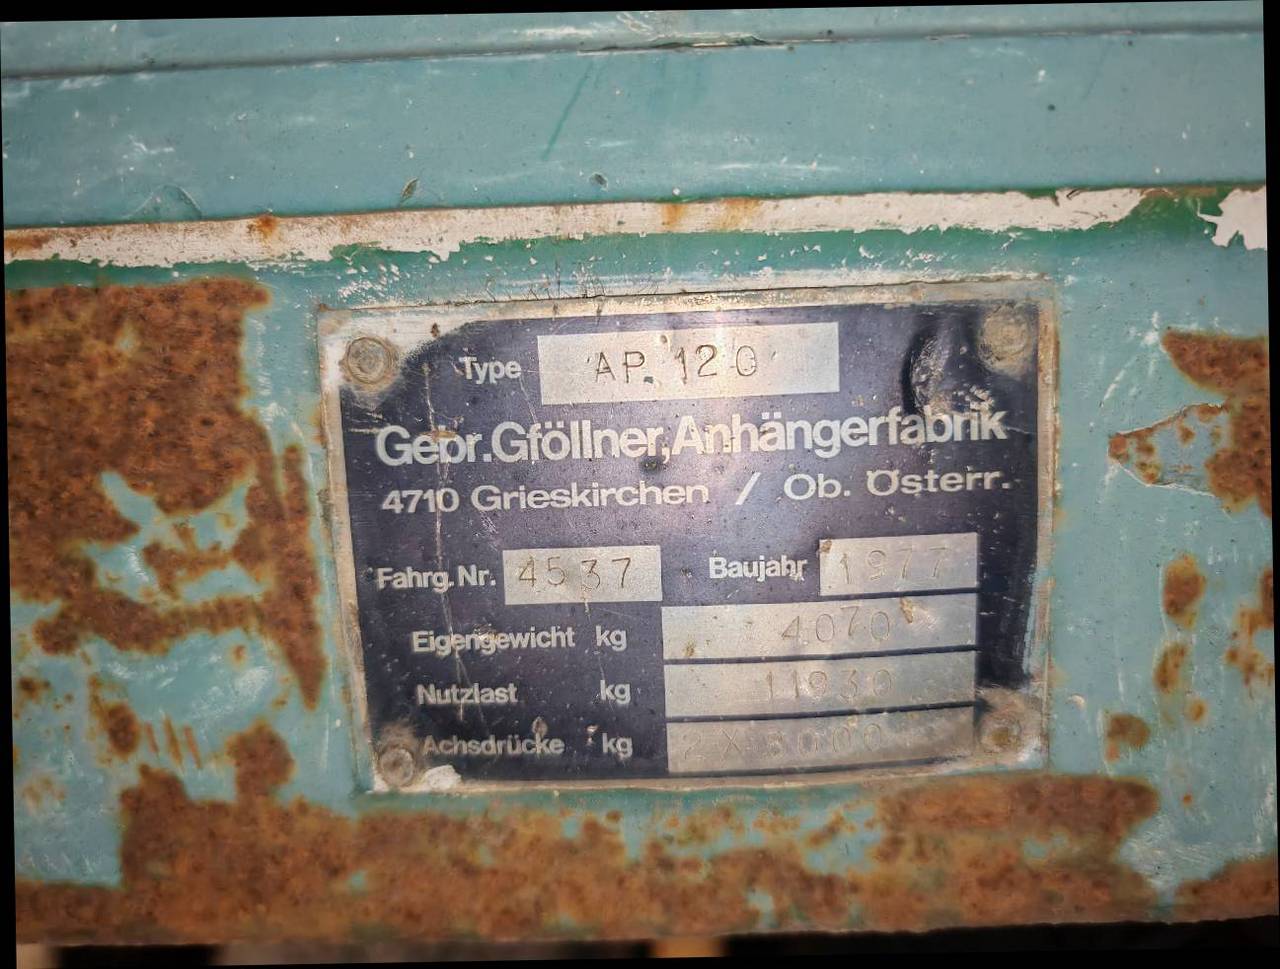 Type AP. 120
Gebr. Gföllner, Anhängerfabrik
4710 Grieskirchen / Ob. Österr.
Fahrg. Nr. 4537 Baujahr 1977
Eigengewicht kg 4070
Nutzlast kg 11930
Achsdrücke kg 2X8000